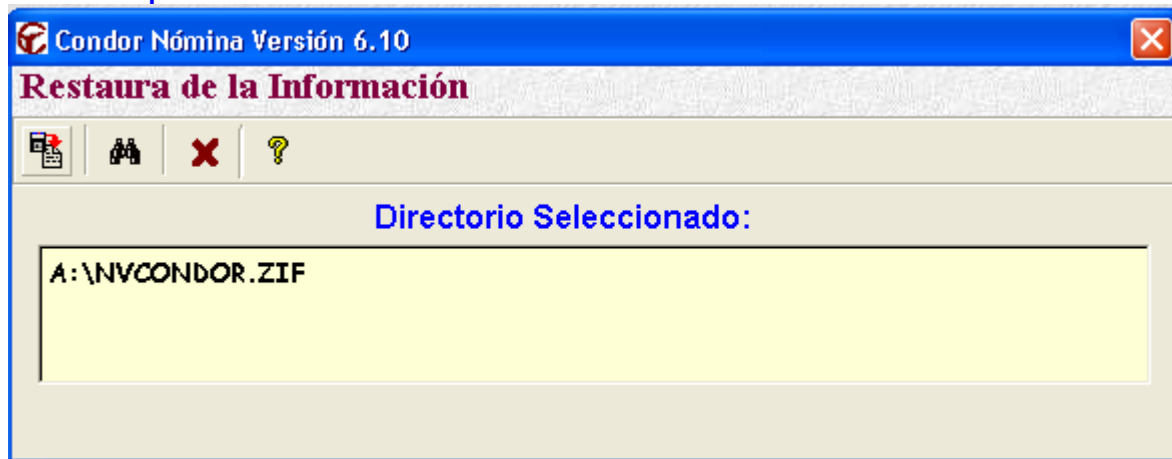 Condor Nómina Versión 6.10
Restaura de la Información
Directorio Seleccionado:
A:\NVCONDOR.ZIF